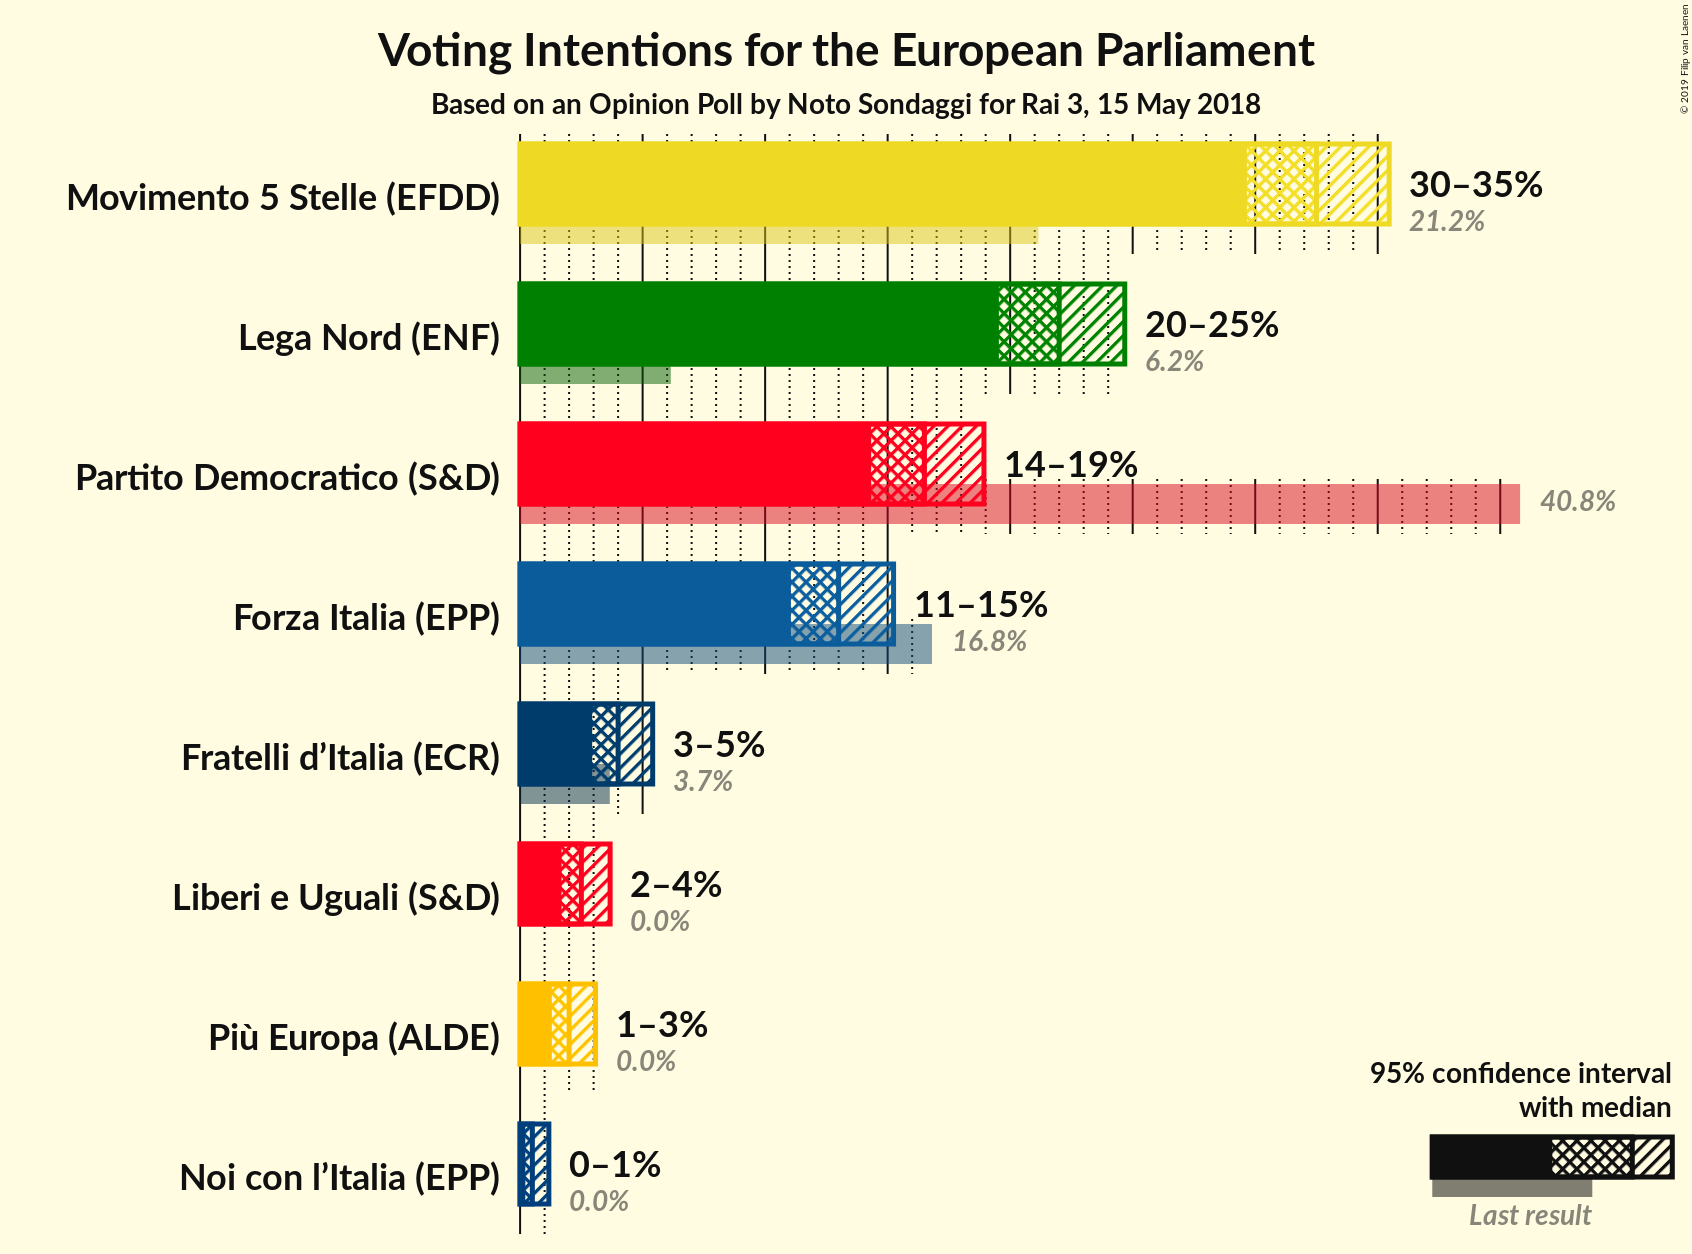 Voting Intentions for the European Parliament
Based on an Opinion Poll by Noto Sondaggi for Rai 3, 15 May 2018
© 2019 Filip van Laenen
Movimento 5 Stelle (EFDD)
30–35%
21.2%
Lega Nord (ENF)
20–25%
6.2%
Partito Democratico (S&D)
14–19%
40.8%
Forza Italia (EPP)
11–15%
16.8%
Fratelli d’Italia (ECR)
3–5%
3.7%
Liberi e Uguali (S&D)
2–4%
0.0%
Più Europa (ALDE)
1–3%
0.0%
Noi con l’Italia (EPP)
0–1%
0.0%
95% confidence interval
with median
Last result